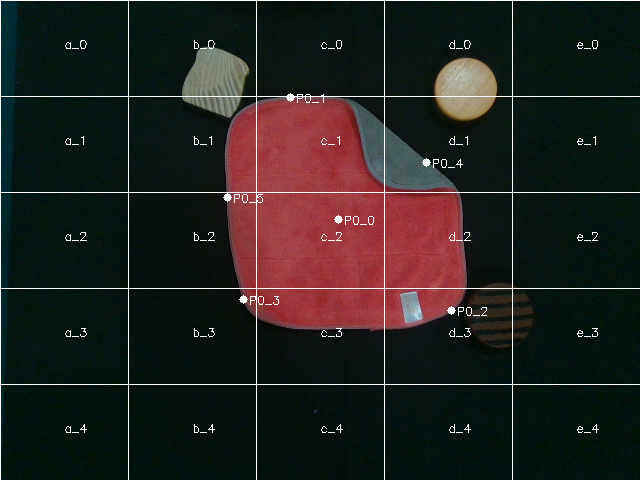 a_0 b_0 c_0 d_0 e_0
P0_1
a_1 b_1 c_1 d_1 e_1
P0_4
P0_5
P0_0
a_2 b_2 c_2 d_2 e_2
P0_3
P0_2
a_3 b_3 c_3 d_3 e_3
a_4 b_4 c_4 d_4 e_4